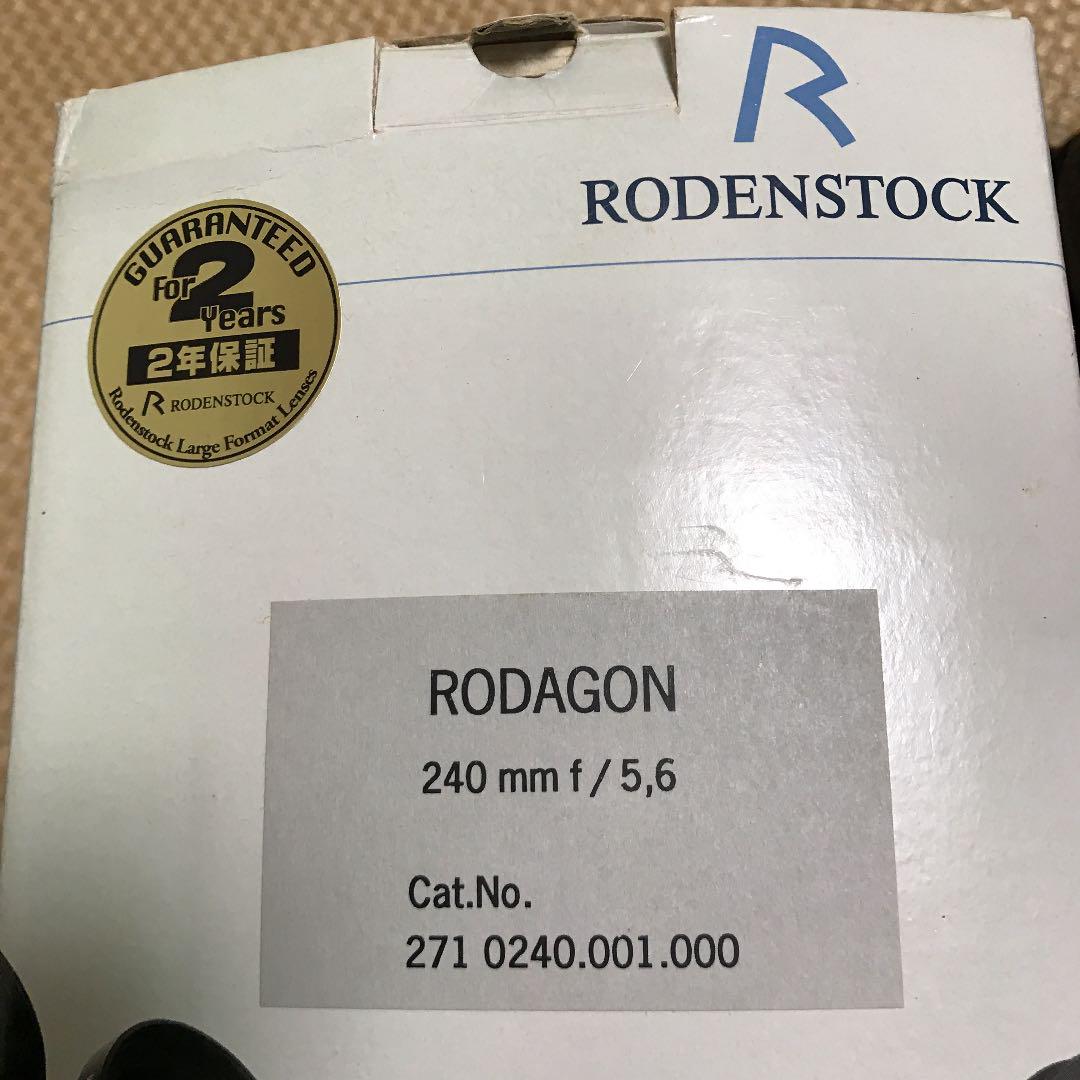 R
RODENSTOCK
GUARANTEED
For 2 Years
2年保証
R RODENSTOCK
Rodenstock Large Format Lenses
RODAGON
240 mm f / 5,6
Cat.No.
271 0240.001.000